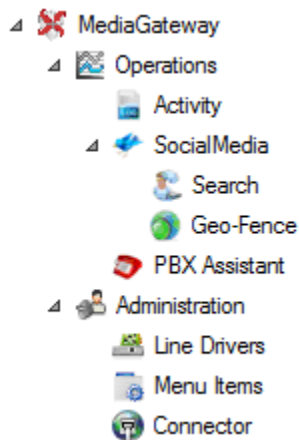 MediaGateway
Operations
Activity
SocialMedia
Search
Geo-Fence
PBX Assistant
Administration
Line Drivers
Menu Items
Connector